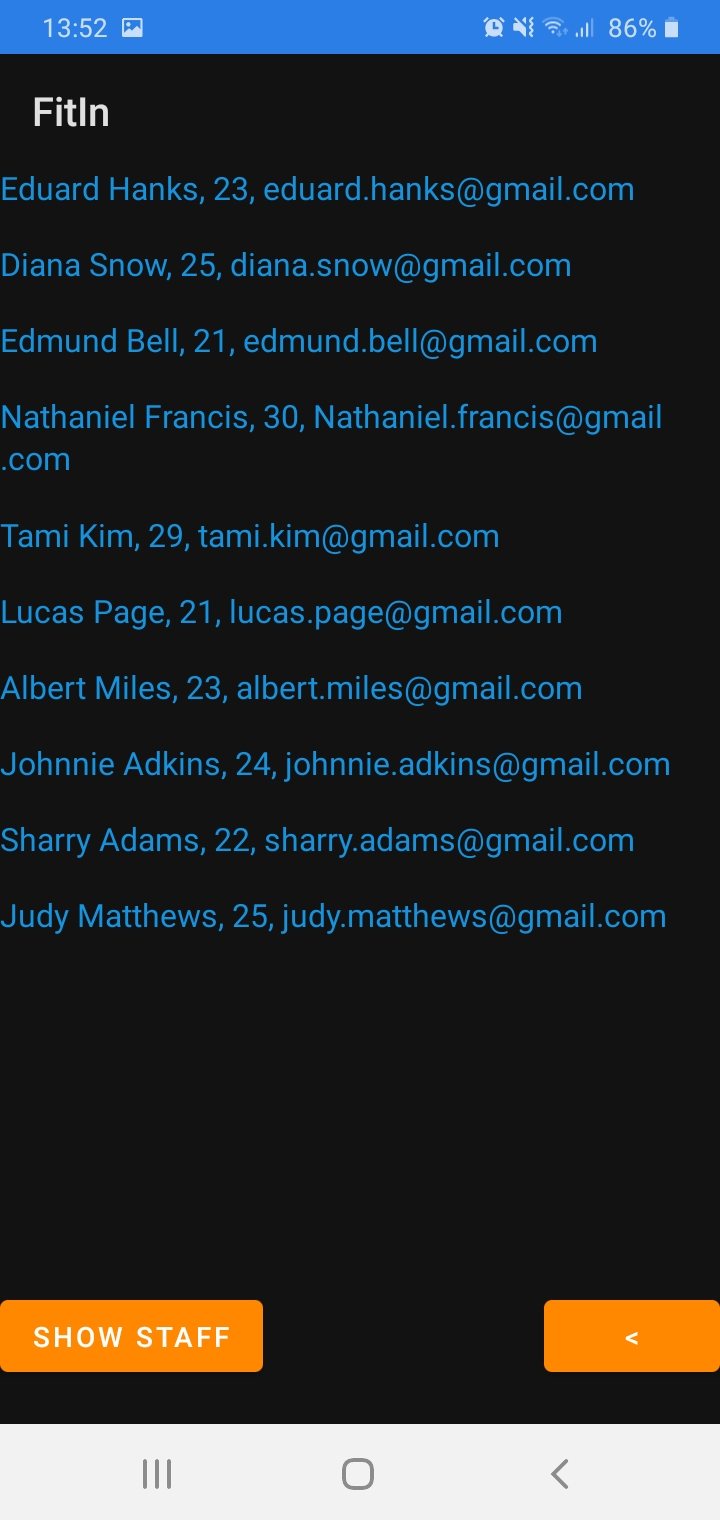 13:52 86%
FitIn
Eduard Hanks, 23, eduard.hanks@gmail.com
Diana Snow, 25, diana.snow@gmail.com
Edmund Bell, 21, edmund.bell@gmail.com
Nathaniel Francis, 30, Nathaniel.francis@gmail
.com
Tami Kim, 29, tami.kim@gmail.com
Lucas Page, 21, lucas.page@gmail.com
Albert Miles, 23, albert.miles@gmail.com
Johnnie Adkins, 24, johnnie.adkins@gmail.com
Sharry Adams, 22, sharry.adams@gmail.com
Judy Matthews, 25, judy.matthews@gmail.com
SHOW STAFF <